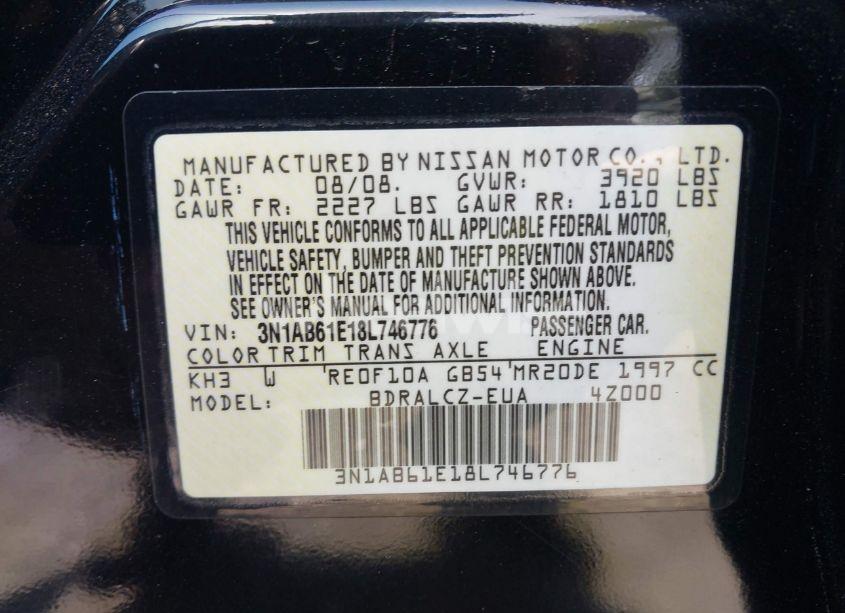 MANUFACTURED BY NISSAN MOTOR CO., LTD.
DATE: 08/08. GVWR: 3920 LBS
GAWR FR: 2227 LBS GAWR RR: 1810 LBS
THIS VEHICLE CONFORMS TO ALL APPLICABLE FEDERAL MOTOR,
VEHICLE SAFETY, BUMPER AND THEFT PREVENTION STANDARDS
IN EFFECT ON THE DATE OF MANUFACTURE SHOWN ABOVE.
SEE OWNER'S MANUAL FOR ADDITIONAL INFORMATION.
VIN: 3N1AB61E18L746776 PASSENGER CAR.
COLOR TRIM TRANS AXLE ENGINE
KH3 W 'RE0F10A GB54'MR20DE 1997 CC
MODEL: BDRALCZ-EUA 4Z000
3N1AB61E18L746776